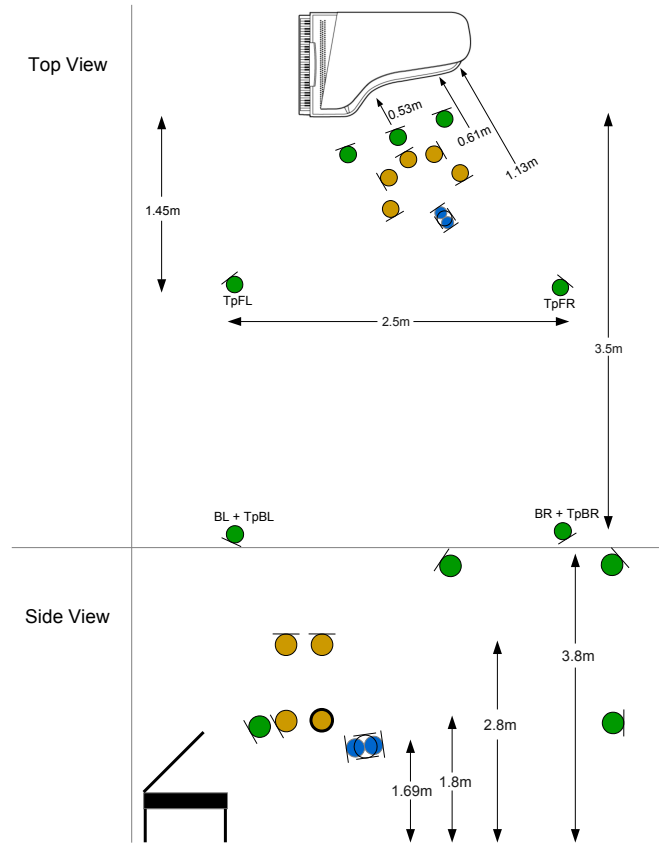 Top View
0.53m
0.61m
1.13m
1.45m
TpFL
TpFR
2.5m
3.5m
BL + TpBL
BR + TpBR
Side View
3.8m
2.8m
1.8m
1.69m